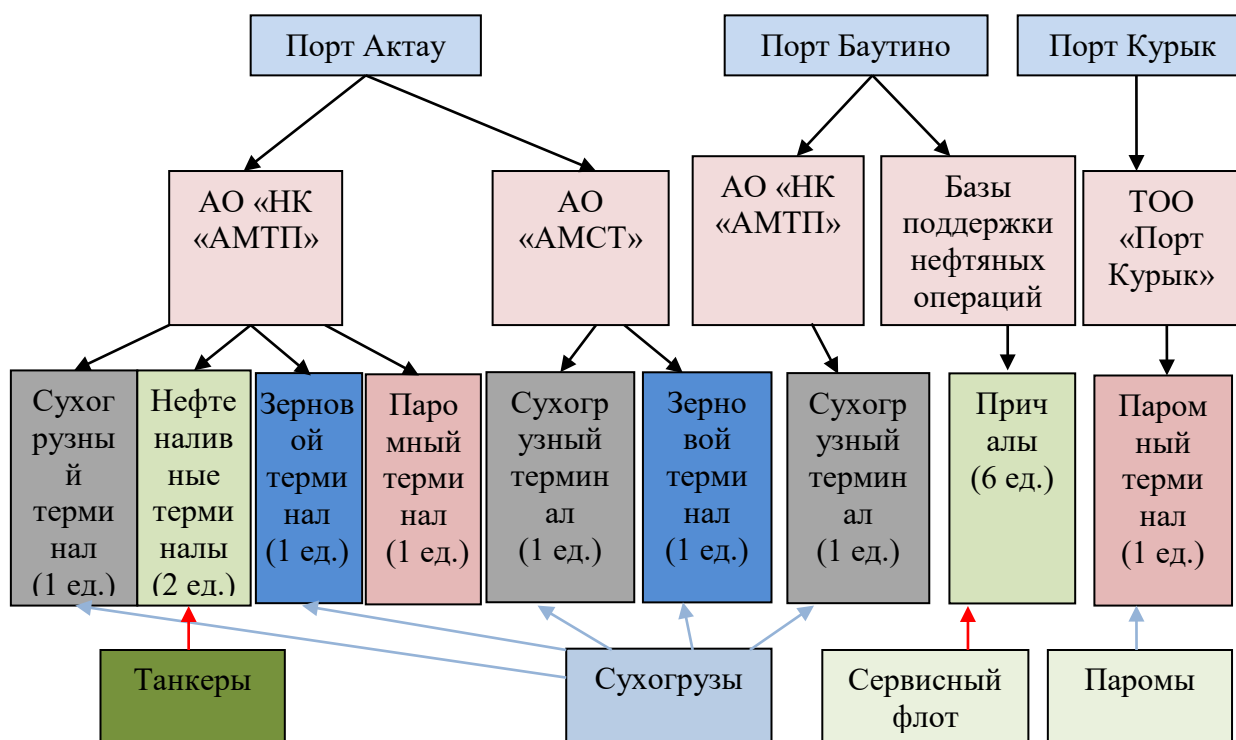 Порт Актау
Порт Баутино
Порт Курык
АО «НК
«АМТП»
АО
«АМСТ»
АО «НК
«АМТП»
Базы
поддержки
нефтяных
операций
ТОО
«Порт
Курык»
Сухог
рузны
й
терми
нал
(1 ед.)
Нефте
налив
ные
терми
налы
(2 ед.)
Зернов
ой
терми
нал
(1 ед.)
Паро
мный
терми
нал
(1 ед.)
Сухогр
узный
термин
ал
(1 ед.)
Зерно
вой
терми
нал
(1 ед.)
Сухогр
узный
термин
ал
(1 ед.)
Прич
алы
(6 ед.)
Паром
ный
терми
нал
(1 ед.)
Танкеры
Сухогрузы
Сервисный
флот
Паромы